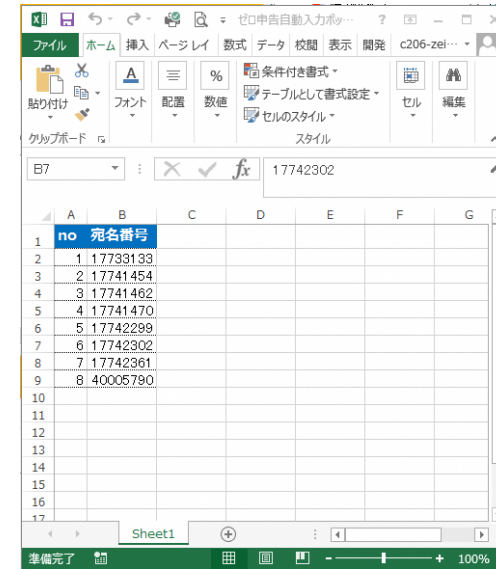 ゼロ申告自動入力ボッ… ?
ファイル ホーム 挿入 ページ レイ 数式 データ 校閲 表示 開発 c206-zei…
貼り付け フォント 配置 数値 条件付き書式 テーブルとして書式設定 セルのスタイル セル 編集
クリップボード スタイル
B7 fx 17742302
A B C D E F G
1 no 宛名番号
2 1 17733133
3 2 17741454
4 3 17741462
5 4 17741470
6 5 17742299
7 6 17742302
8 7 17742361
9 8 40005790
10
11
12
13
14
15
16
17
Sheet1
準備完了 100%